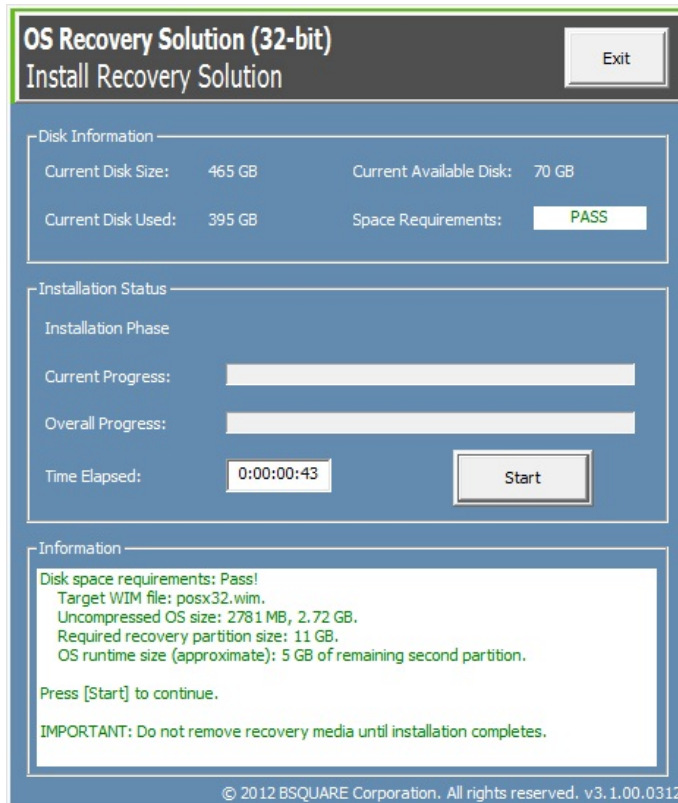 OS Recovery Solution (32-bit)
Install Recovery Solution
Exit
Disk Information
Current Disk Size: 465 GB Current Available Disk: 70 GB
Current Disk Used: 395 GB Space Requirements: PASS
Installation Status
Installation Phase
Current Progress:
Overall Progress:
Time Elapsed: 0:00:00:43 Start
Information
Disk space requirements: Pass!
Target WIM file: posx32.wim.
Uncompressed OS size: 2781 MB, 2.72 GB.
Required recovery partition size: 11 GB.
OS runtime size (approximate): 5 GB of remaining second partition.
Press [Start] to continue.
IMPORTANT: Do not remove recovery media until installation completes.
© 2012 BSQUARE Corporation. All rights reserved. v3.1.00.0312